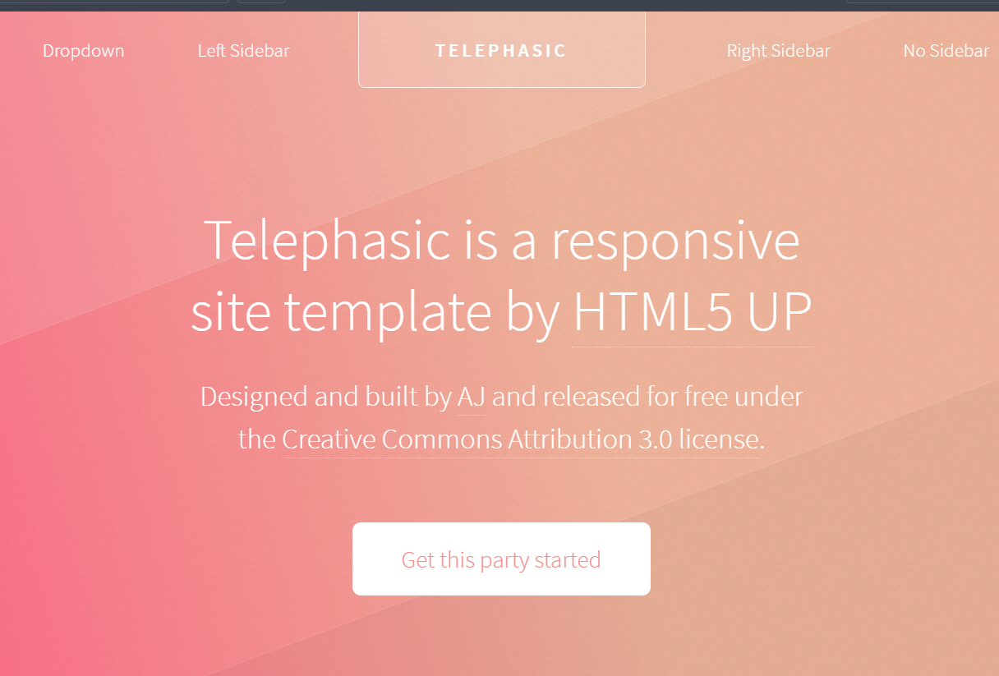 Dropdown Left Sidebar TELEPHASIC Right Sidebar No Sidebar
Telephasic is a responsive
site template by HTML5 UP
Designed and built by AJ and released for free under
the Creative Commons Attribution 3.0 license.
Get this party started